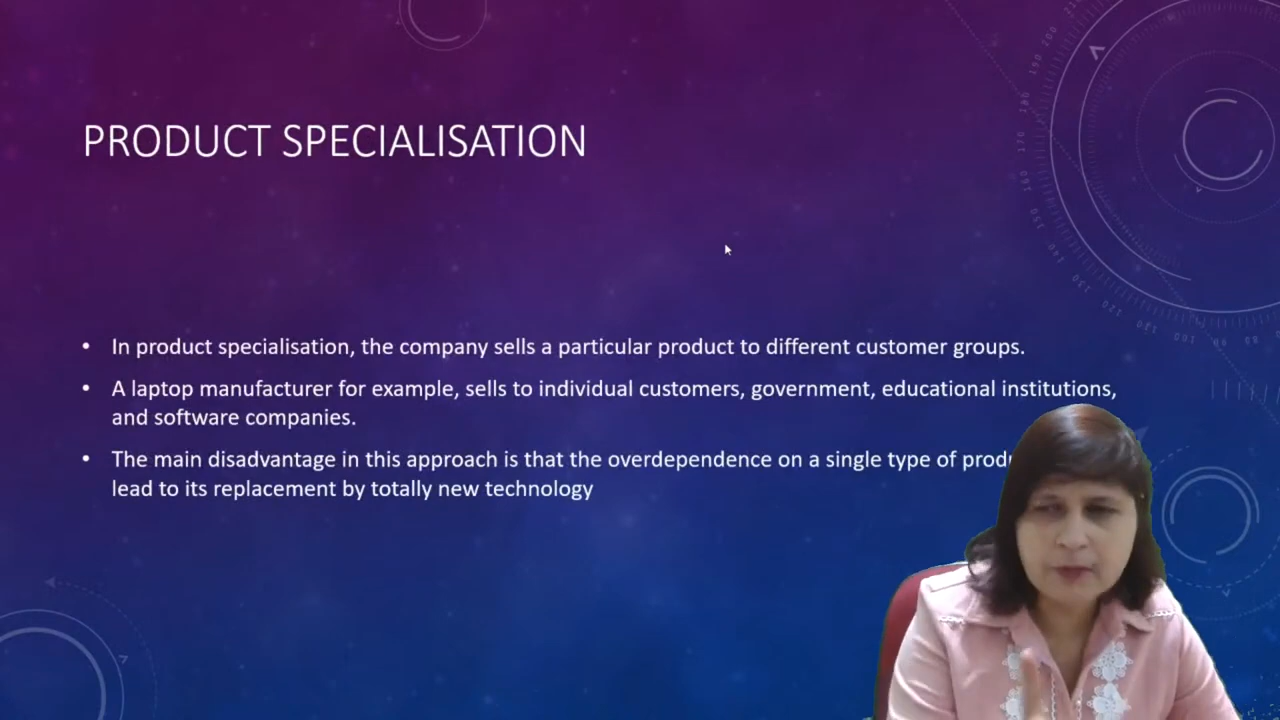 PRODUCT SPECIALISATION
• In product specialisation, the company sells a particular product to different customer groups.
• A laptop manufacturer for example, sells to individual customers, government, educational institutions,
and software companies.
• The main disadvantage in this approach is that the overdependence on a single type of
lead to its replacement by totally new technology